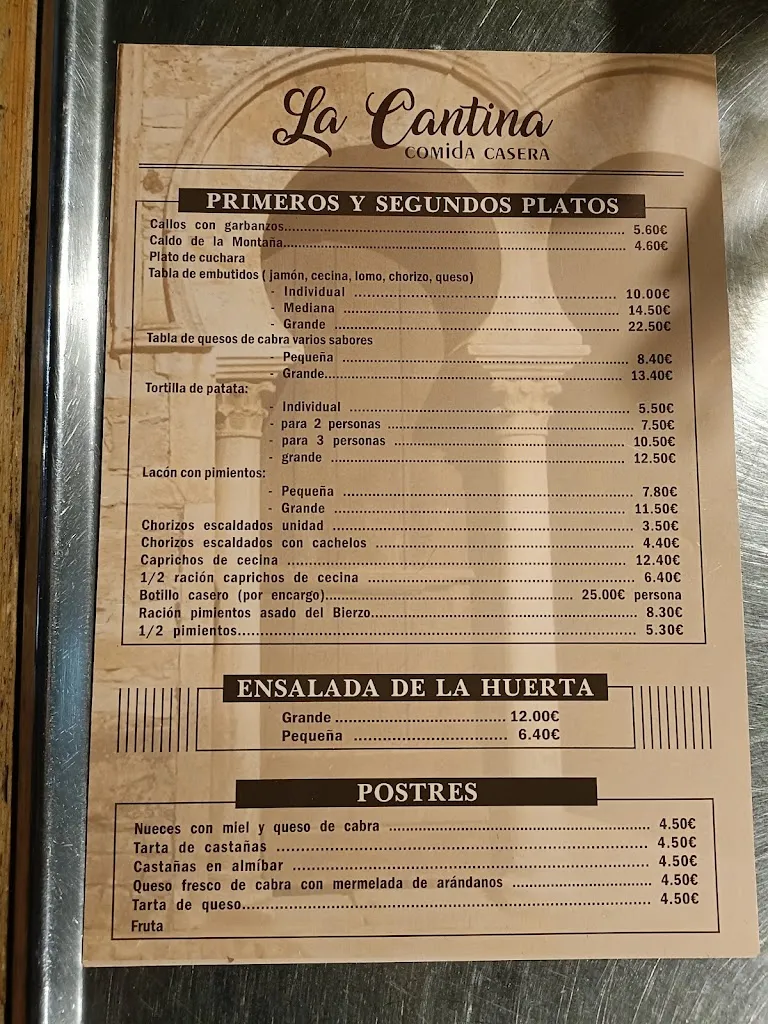 La Cantina
COMIDA CASERA
PRIMEROS Y SEGUNDOS PLATOS
Callos con garbanzos........ 5.60€
Caldo de la Montaña........ 4.60€
Plato de cuchara
Tabla de embutidos ( jamón, cecina, lomo, chorizo, queso)
- Individual ........ 10.00€
- Mediana ........ 14.50€
- Grande ........ 22.50€
Tabla de quesos de cabra varios sabores
- Pequeña ........ 8.40€
- Grande........ 13.40€
Tortilla de patata:
- Individual ........ 5.50€
- para 2 personas ........ 7.50€
- para 3 personas ........ 10.50€
- grande ........ 12.50€
Lacón con pimientos:
- Pequeña ........ 7.80€
- Grande ........ 11.50€
Chorizos escaldados unidad ........ 3.50€
Chorizos escaldados con cachelos ........ 4.40€
Caprichos de cecina ........ 12.40€
1/2 ración caprichos de cecina ........ 6.40€
Botillo casero (por encargo)........ 25.00€ persona
Ración pimientos asado del Bierzo........ 8.30€
1/2 pimientos........ 5.30€
ENSALADA DE LA HUERTA
Grande ........ 12.00€
Pequeña ........ 6.40€
POSTRES
Nueces con miel y queso de cabra ........ 4.50€
Tarta de castañas ........ 4.50€
Castañas en almíbar ........ 4.50€
Queso fresco de cabra con mermelada de arándanos ........ 4.50€
Tarta de queso........ 4.50€
Fruta